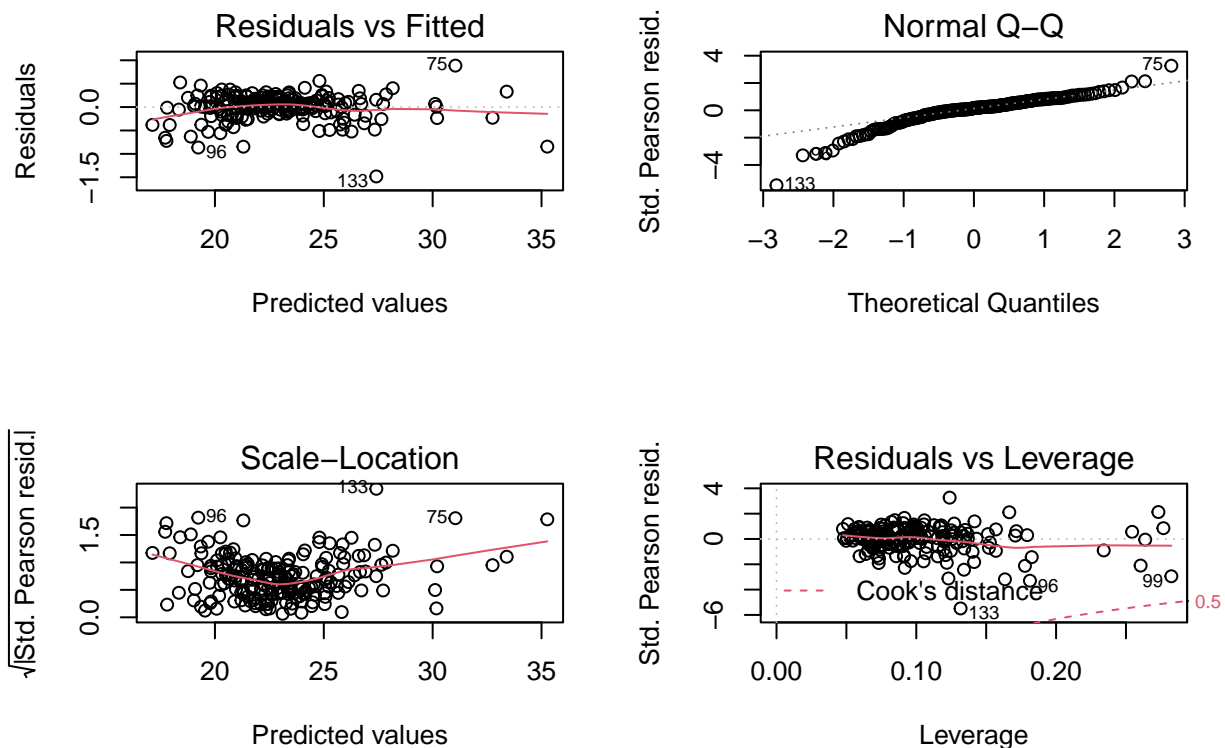 Residuals vs Fitted
Residuals
0.0
−1.5
75
96
133
20 25 30 35
Predicted values
Normal Q−Q
Std. Pearson resid.
4
0
−4
75
133
−3 −2 −1 0 1 2 3
Theoretical Quantiles
Scale−Location
√|Std. Pearson resid.|
1.5
0.0
133
96
75
20 25 30 35
Predicted values
Residuals vs Leverage
Std. Pearson resid.
4
0
−6
Cook's distance
96
99
133
0.5
0.00 0.10 0.20
Leverage